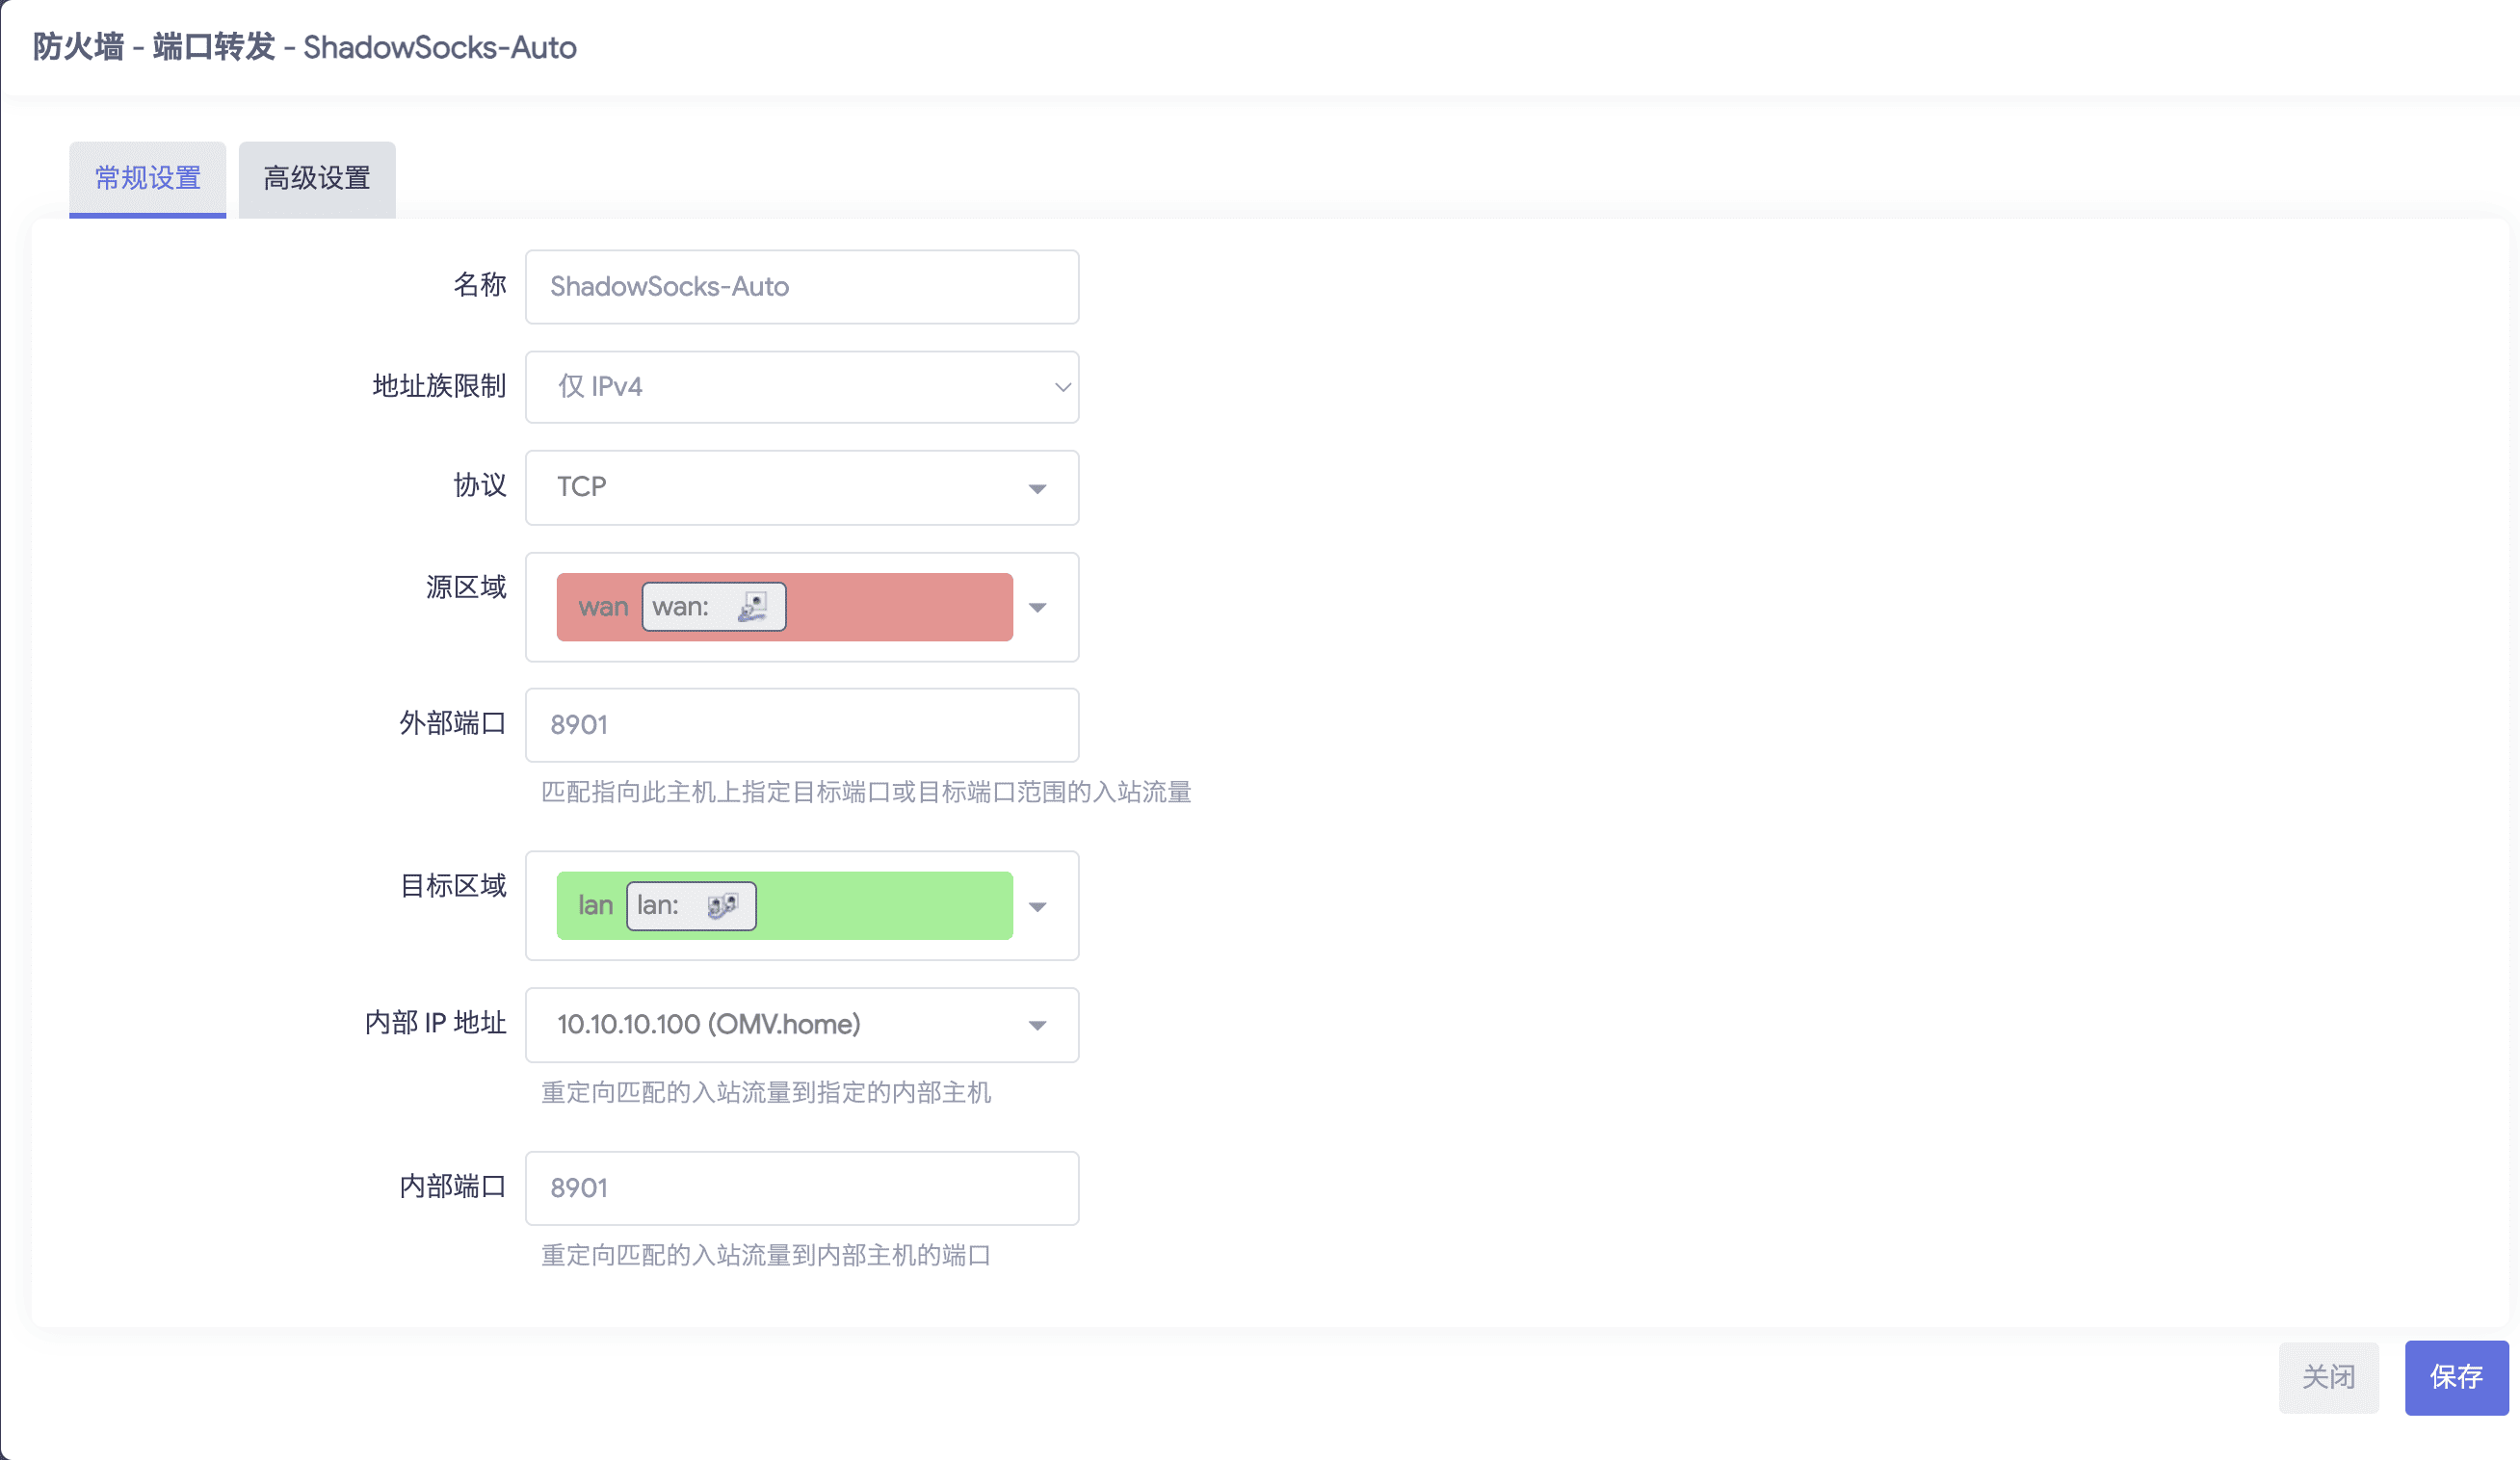 防火墙 - 端口转发 - ShadowSocks-Auto
常规设置
高级设置
名称
ShadowSocks-Auto
地址族限制
仅 IPv4
协议
TCP
源区域
wan wan:
外部端口
8901
匹配指向此主机上指定目标端口或目标端口范围的入站流量
目标区域
lan lan:
内部 IP 地址
10.10.10.100 (OMV.home)
重定向匹配的入站流量到指定的内部主机
内部端口
8901
重定向匹配的入站流量到内部主机的端口
关闭
保存